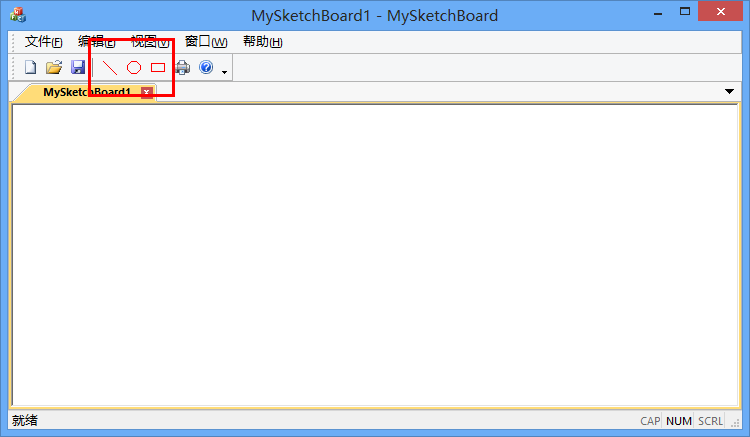 MySketchBoard1 - MySketchBoard
文件(F) 编辑(E) 视图(V) 窗口(W) 帮助(H)
MySketchBoard1
就绪 CAP NUM SCRL